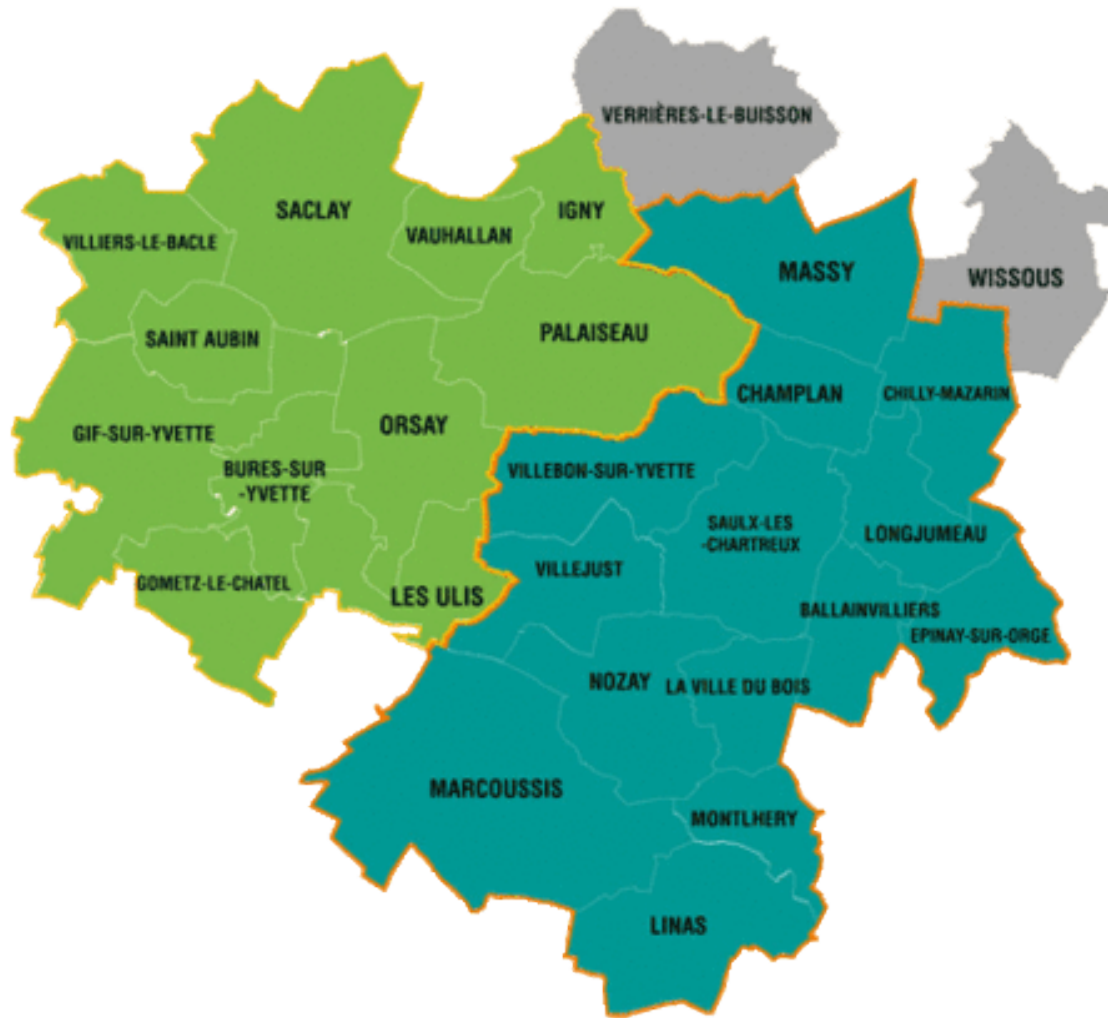 VERRIÈRES-LE-BUISSON
SACLAY
IGNY
VAUHALLAN
VILLIERS-LE-BACLE
MASSY
WISSOUS
PALAISEAU
SAINT AUBIN
CHAMPLAN
CHILLY-MAZARIN
ORSAY
GIF-SUR-YVETTE
BURES-SUR
-YVETTE
VILLEBON-SUR-YVETTE
SAULX-LES
-CHARTREUX
LONGJUMEAU
VILLEJUST
GOMETZ-LE-CHATEL
LES ULIS
BALLAINVILLIERS
EPINAY-SUR-ORGE
NOZAY
LA VILLE DU BOIS
MARCOUSSIS
MONTLHERY
LINAS